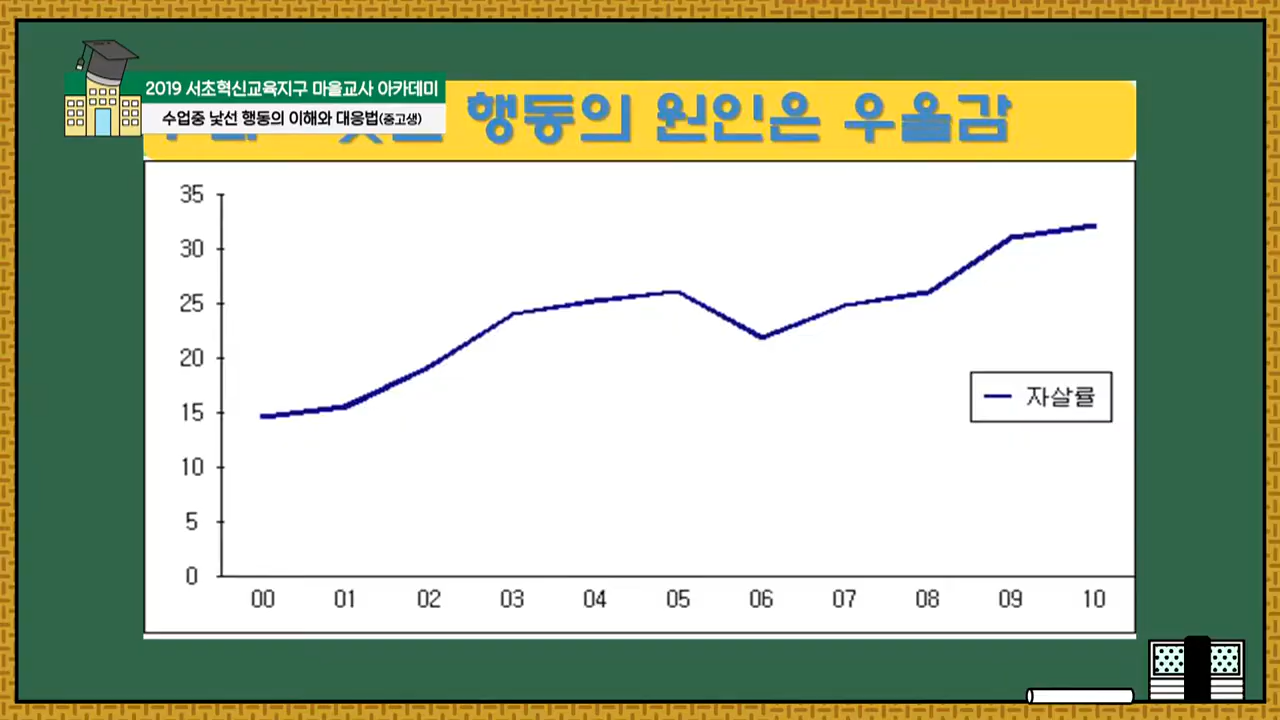 2019 서초혁신교육지구 마을교사 아카데미
수업중 낯선 행동의 이해와 대응법(중고생)
행동의 원인은 우울감
35
30
25
20
15
10
5
0
자살률
00 01 02 03 04 05 06 07 08 09 10